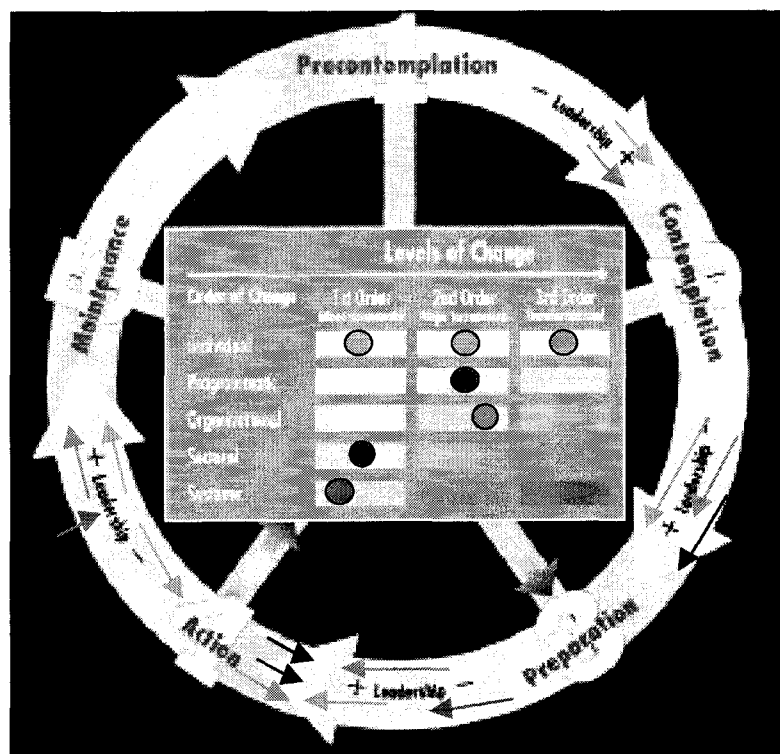 Precontemplation
− Leadership +
Contemplation
− Leadership +
Preparation
+ Leadership −
Action
+ Leadership −
Maintenance
Levels of Change
Order of Change 1st Order 2nd Order 3rd Order
Individual
Programmatic
Organizational
Sectoral
Systemic